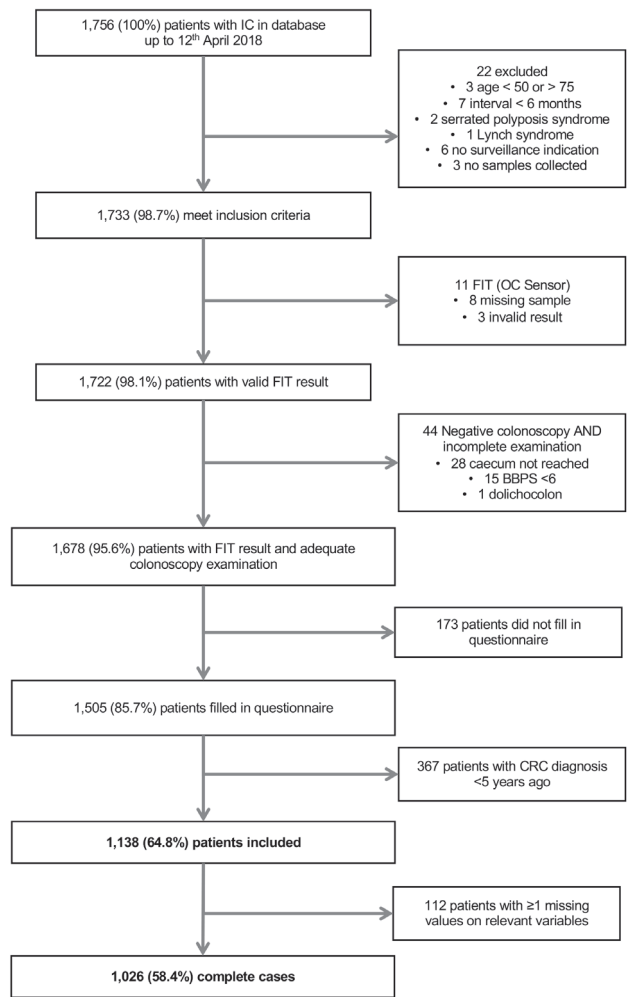 1,756 (100%) patients with IC in database
up to 12th April 2018
22 excluded
• 3 age < 50 or > 75
• 7 interval < 6 months
• 2 serrated polyposis syndrome
• 1 Lynch syndrome
• 6 no surveillance indication
• 3 no samples collected
1,733 (98.7%) meet inclusion criteria
11 FIT (OC Sensor)
• 8 missing sample
• 3 invalid result
1,722 (98.1%) patients with valid FIT result
44 Negative colonoscopy AND
incomplete examination
• 28 caecum not reached
• 15 BBPS <6
• 1 dolichocolon
1,678 (95.6%) patients with FIT result and adequate
colonoscopy examination
173 patients did not fill in
questionnaire
1,505 (85.7%) patients filled in questionnaire
367 patients with CRC diagnosis
<5 years ago
1,138 (64.8%) patients included
112 patients with ≥1 missing
values on relevant variables
1,026 (58.4%) complete cases